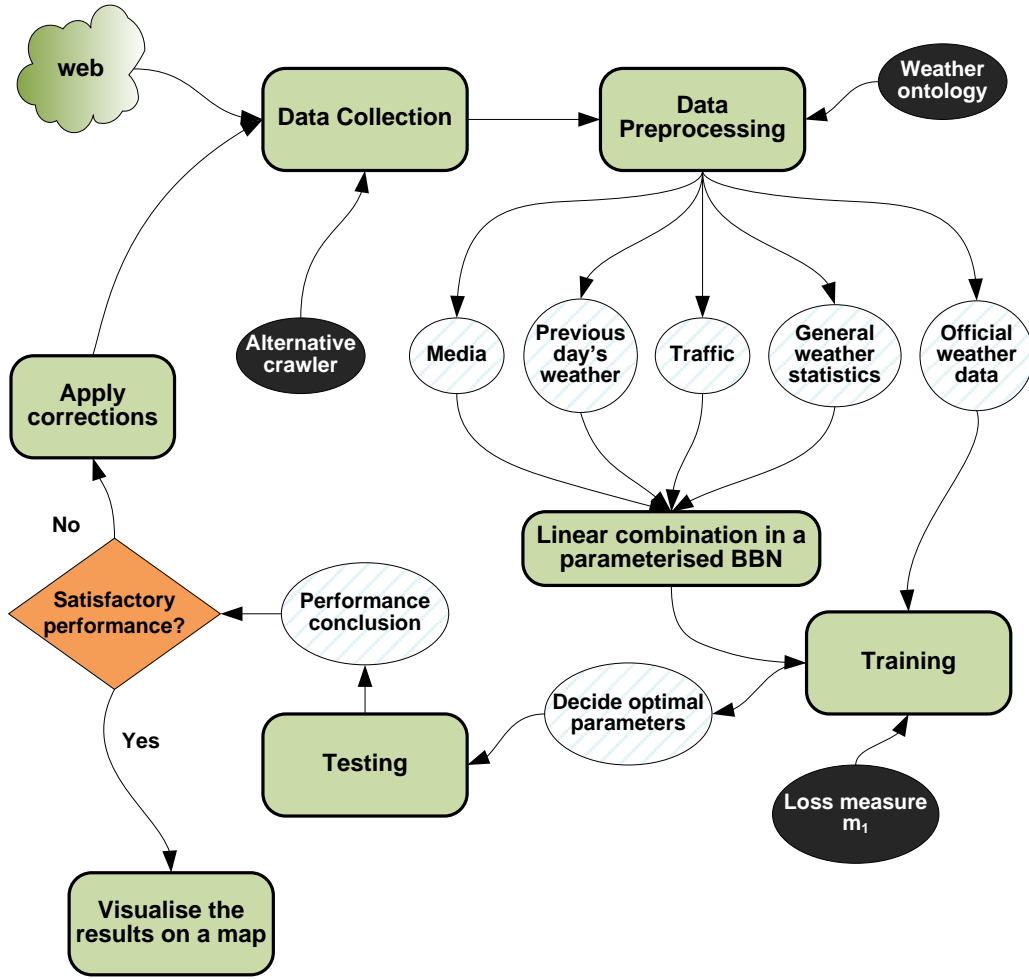 web
Data Collection
Data
Preprocessing
Weather
ontology
Alternative
crawler
Media
Previous
day's
weather
Traffic
General
weather
statistics
Official
weather
data
Apply
corrections
No
Linear combination in a
parameterised BBN
Satisfactory
performance?
Performance
conclusion
Training
Decide optimal
parameters
Yes
Testing
Loss measure
m₁
Visualise the
results on a map